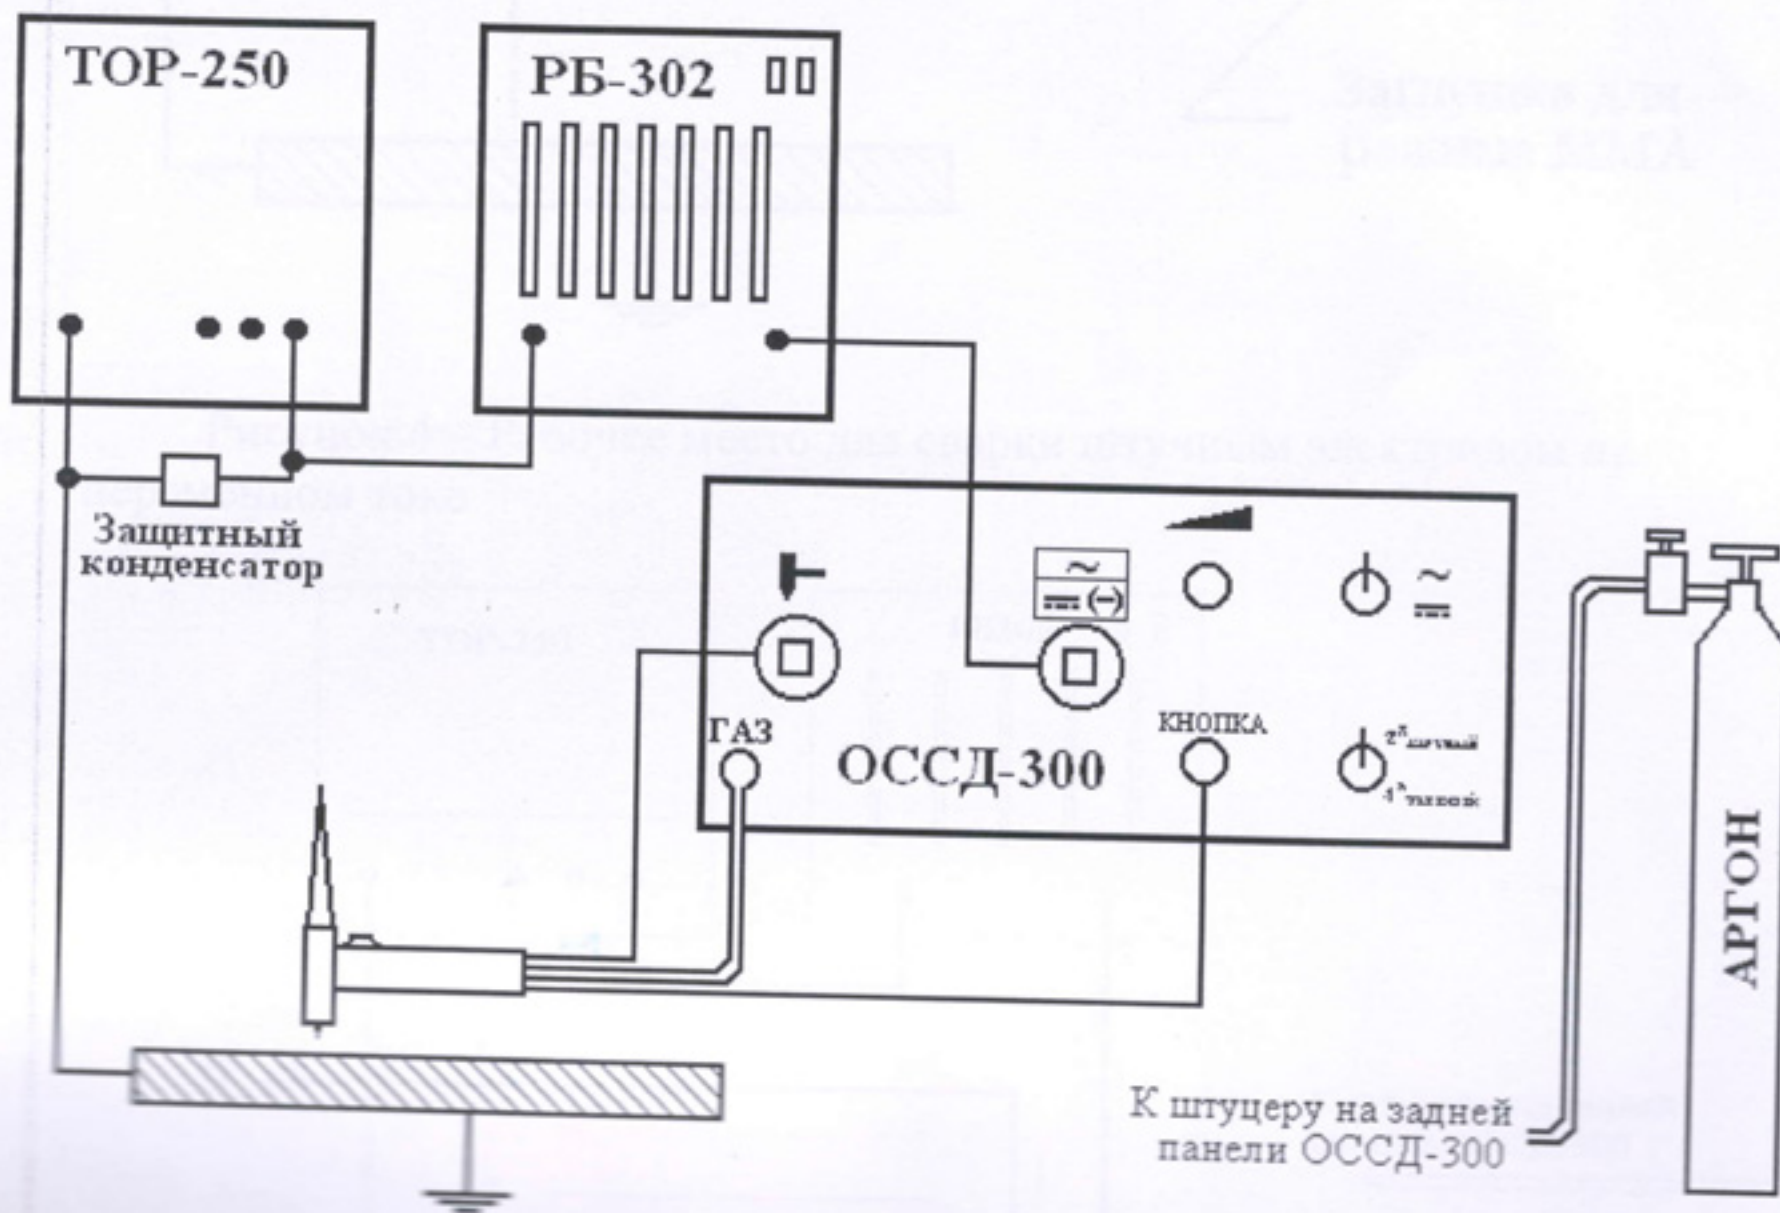 ТОР-250
РБ-302
Защитный
конденсатор
~
~
(-)
ГАЗ
ОССД-300
КНОПКА
АРГОН
К штуцеру на задней
панели ОССД-300